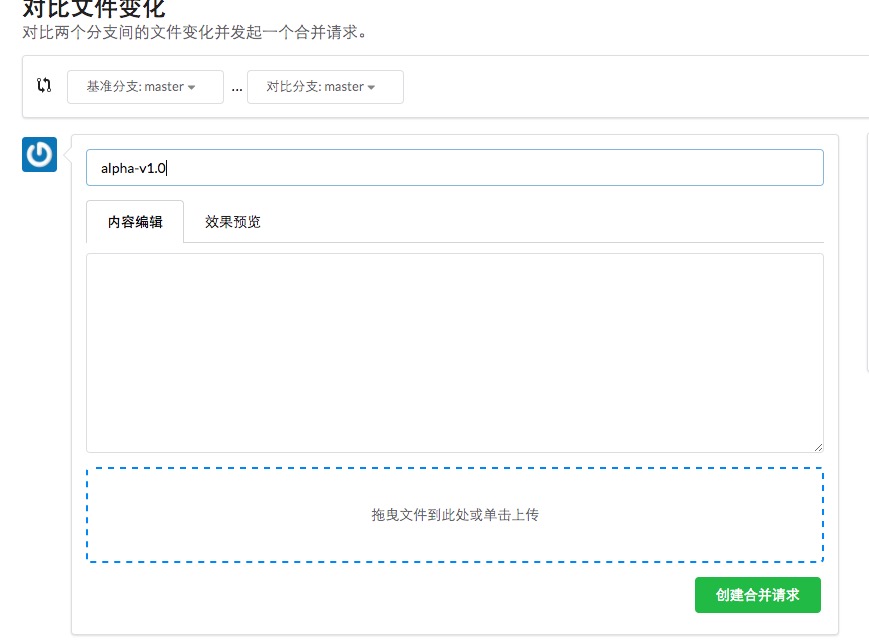 对比文件变化
对比两个分支间的文件变化并发起一个合并请求。
基准分支: master ... 对比分支: master
alpha-v1.0
内容编辑 效果预览
拖曳文件到此处或单击上传
创建合并请求